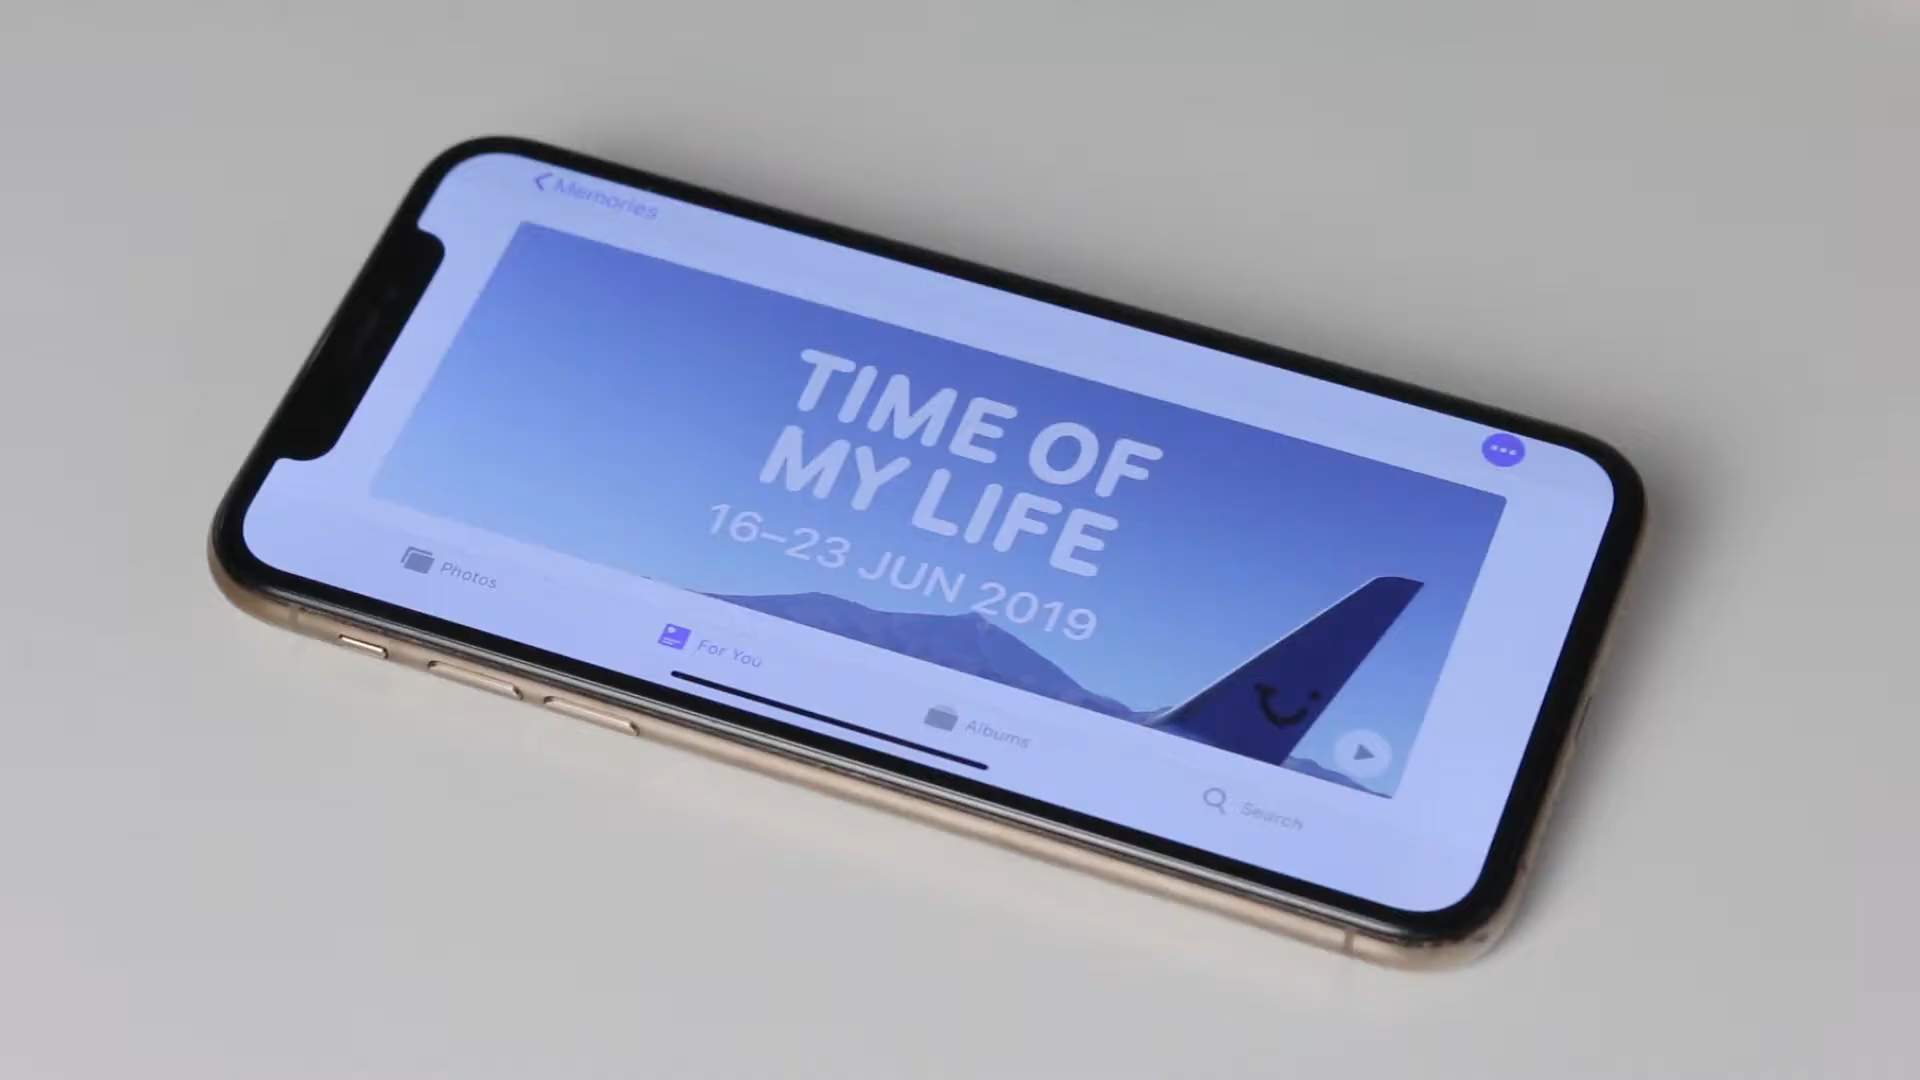 Memories
TIME OF
MY LIFE
16–23 JUN 2019
Photos
For You
Albums
Search